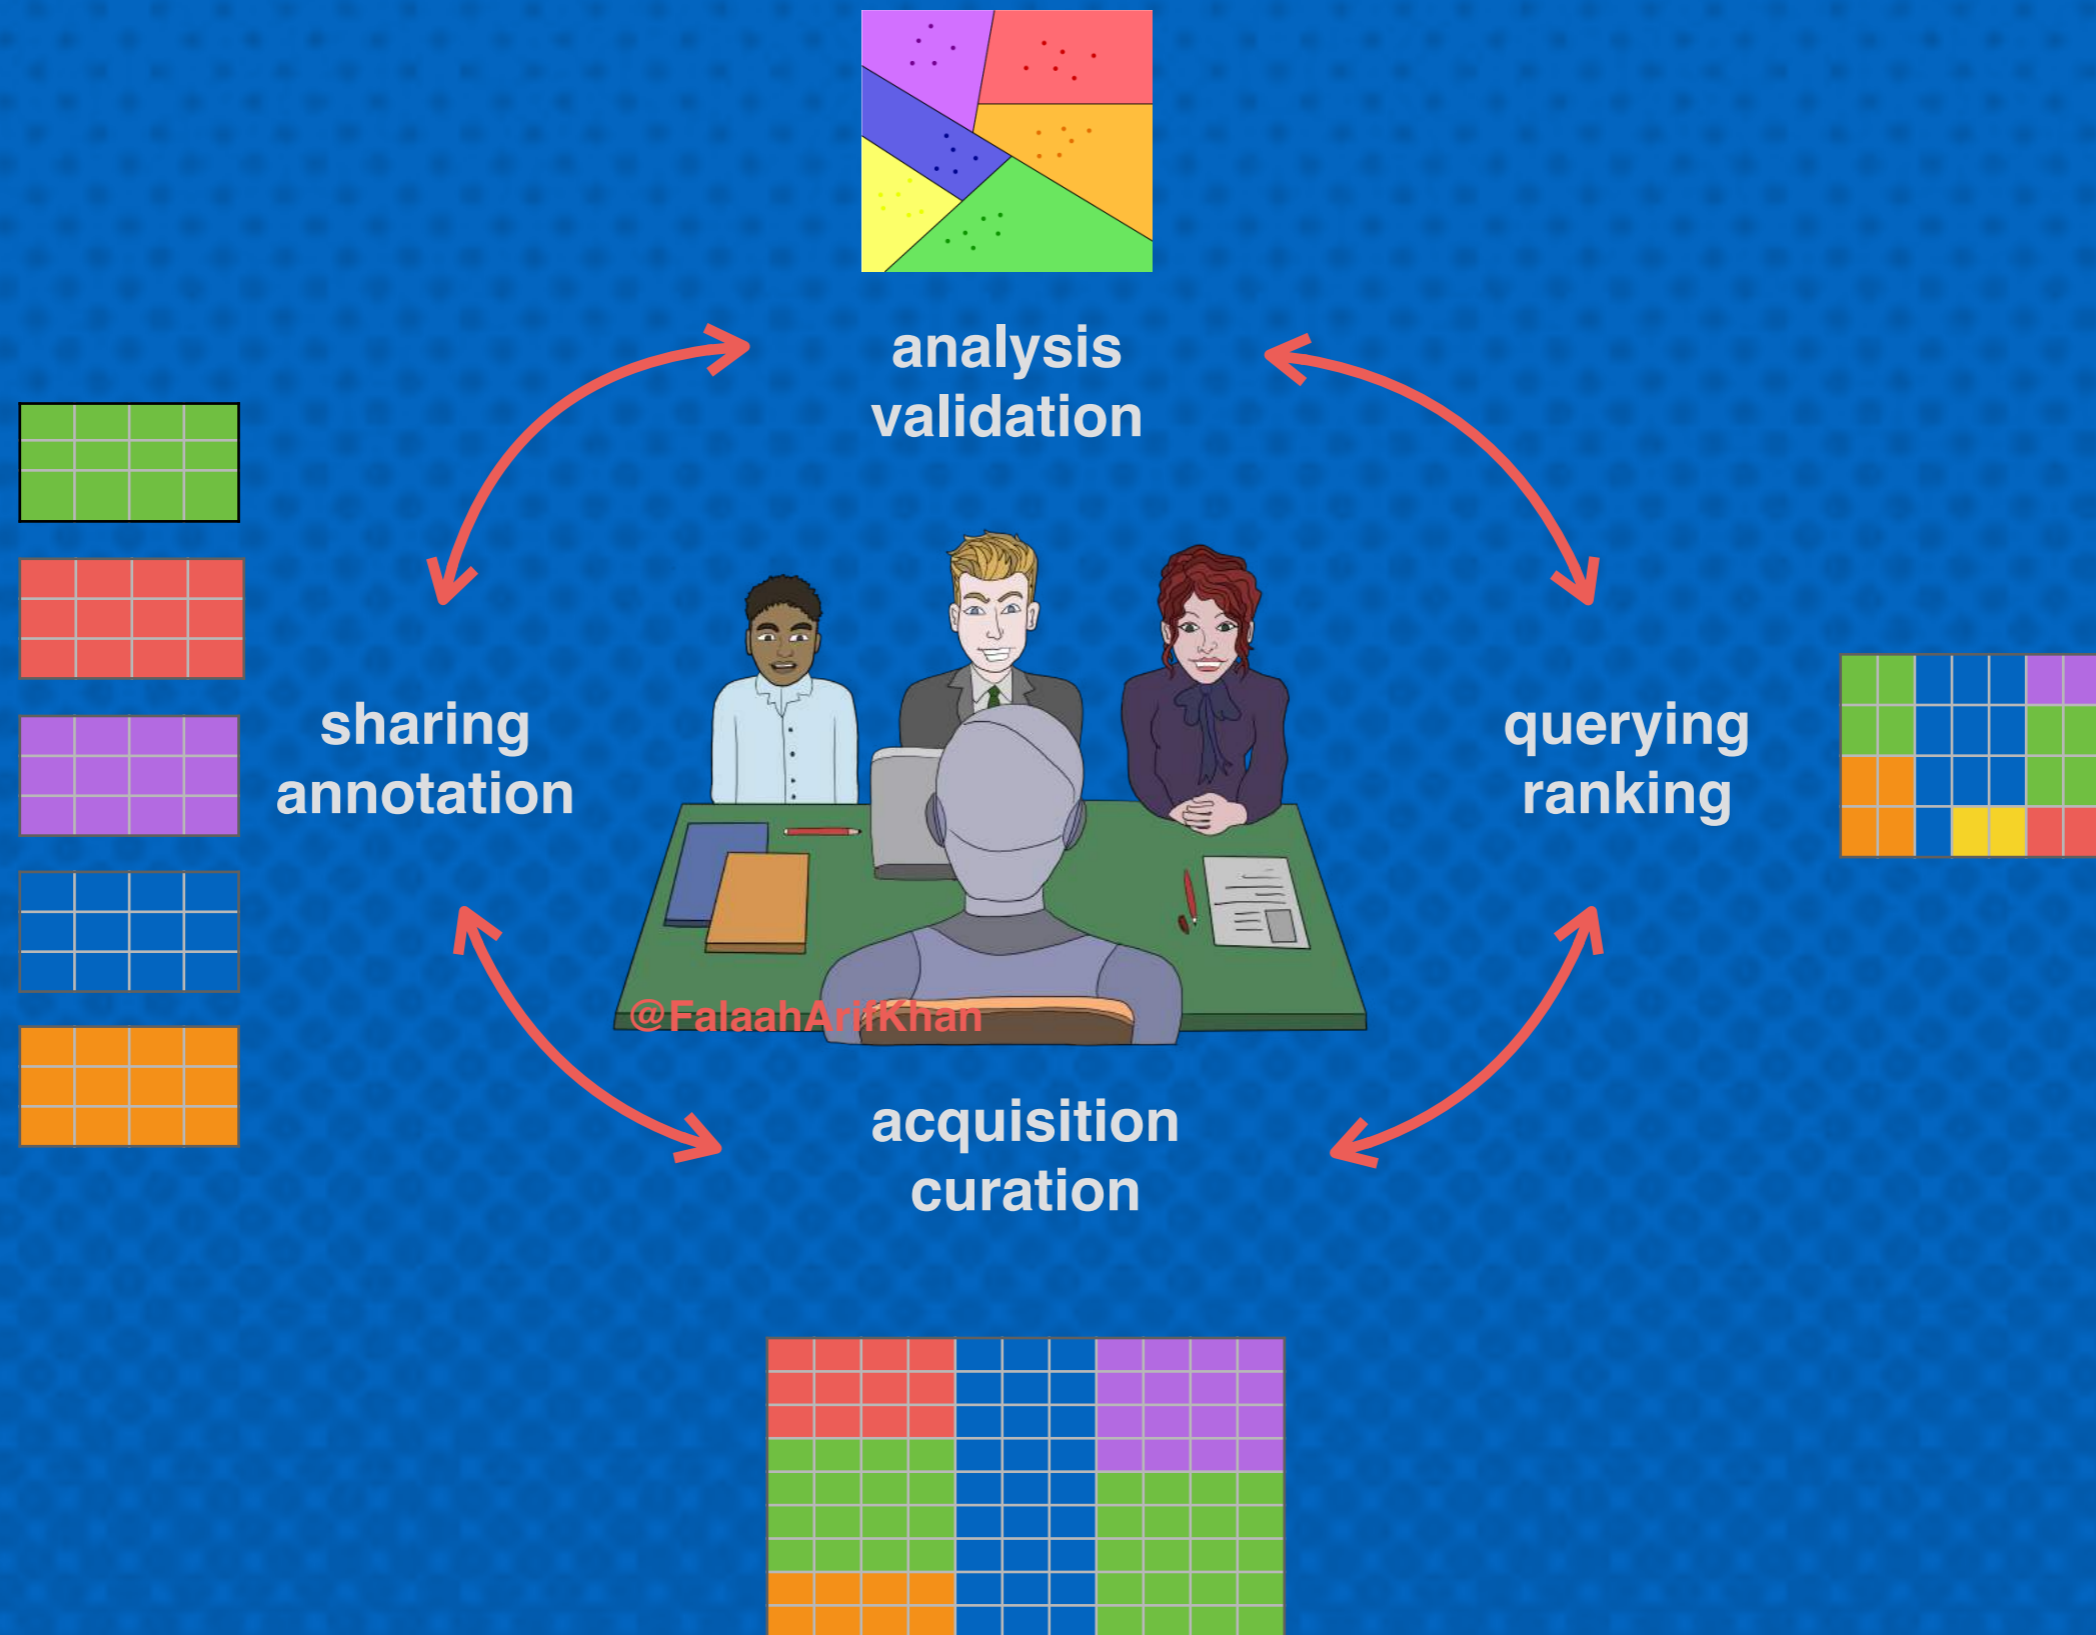 analysis
validation
sharing
annotation
querying
ranking
@FalaahArifKhan
acquisition
curation